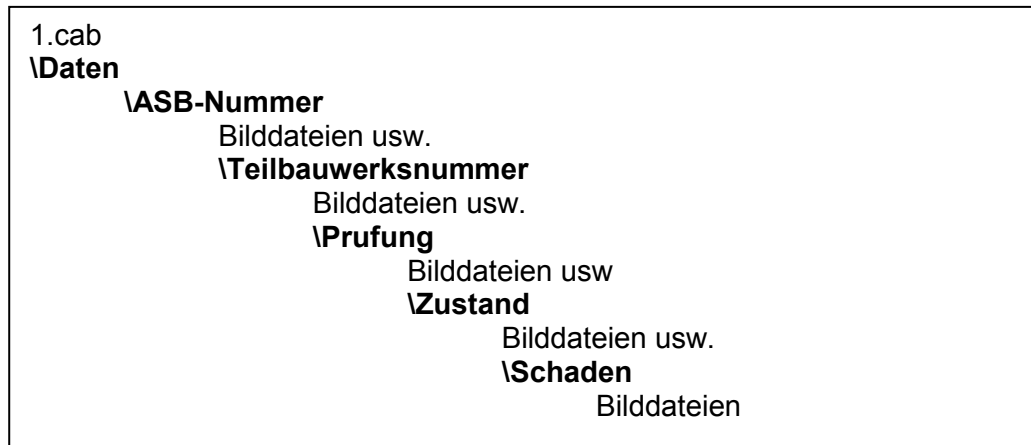 1.cab
\Daten
\ASB-Nummer
Bilddateien usw.
\Teilbauwerksnummer
Bilddateien usw.
\Prufung
Bilddateien usw
\Zustand
Bilddateien usw.
\Schaden
Bilddateien